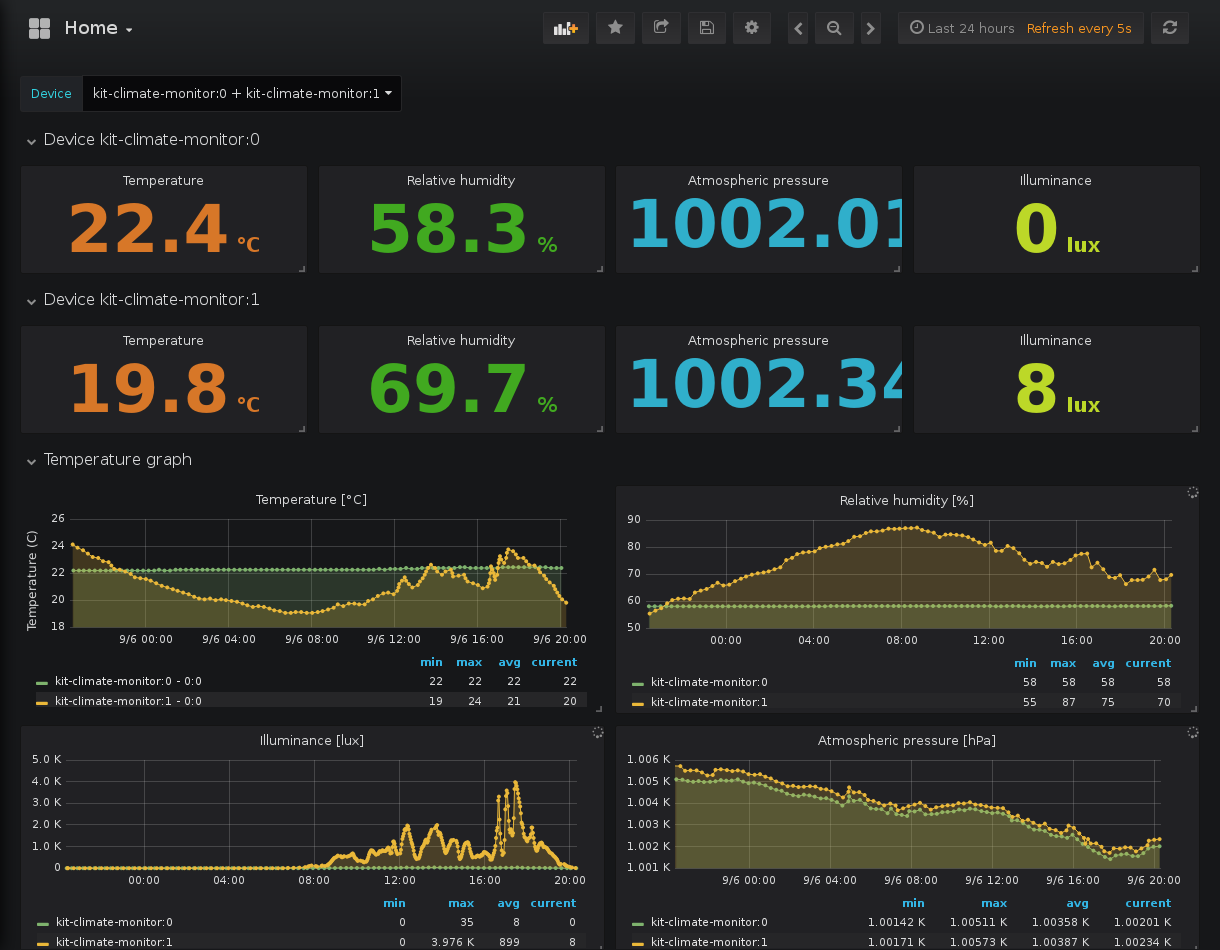 Home
Last 24 hours Refresh every 5s
Device kit-climate-monitor:0 + kit-climate-monitor:1
Device kit-climate-monitor:0
Temperature Relative humidity Atmospheric pressure Illuminance
22.4 °C 58.3 % 1002.01 0 lux
Device kit-climate-monitor:1
Temperature Relative humidity Atmospheric pressure Illuminance
19.8 °C 69.7 % 1002.34 8 lux
Temperature graph
Temperature [°C]
Temperature (C)
26
24
22
20
18
9/6 00:00 9/6 04:00 9/6 08:00 9/6 12:00 9/6 16:00 9/6 20:00
min max avg current
kit-climate-monitor:0 - 0:0 22 22 22 22
kit-climate-monitor:1 - 0:0 19 24 21 20
Relative humidity [%]
90
80
70
60
50
00:00 04:00 08:00 12:00 16:00 20:00
min max avg current
kit-climate-monitor:0 58 58 58 58
kit-climate-monitor:1 55 87 75 70
Illuminance [lux]
5.0 K
4.0 K
3.0 K
2.0 K
1.0 K
0
00:00 04:00 08:00 12:00 16:00 20:00
min max avg current
kit-climate-monitor:0 0 35 8 0
kit-climate-monitor:1 0 3.976 K 899 8
Atmospheric pressure [hPa]
1.006 K
1.005 K
1.004 K
1.003 K
1.002 K
1.001 K
9/6 00:00 9/6 04:00 9/6 08:00 9/6 12:00 9/6 16:00 9/6 20:00
min max avg current
kit-climate-monitor:0 1.00142 K 1.00511 K 1.00358 K 1.00201 K
kit-climate-monitor:1 1.00171 K 1.00573 K 1.00387 K 1.00234 K